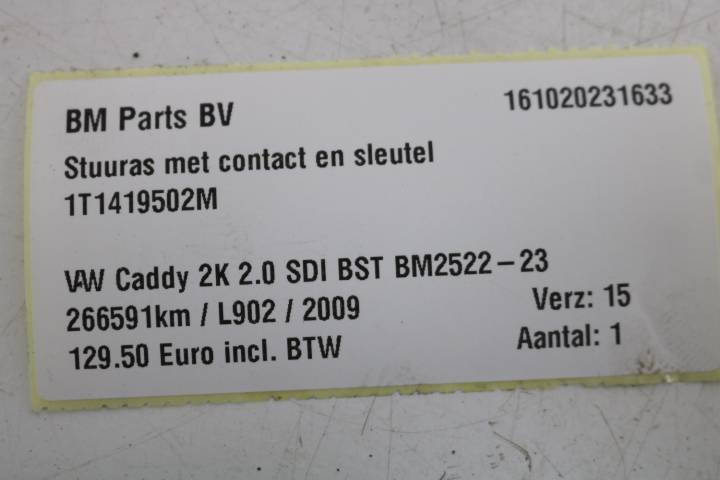 BM Parts BV 161020231633
Stuuras met contact en sleutel
1T1419502M
VW Caddy 2K 2.0 SDI BST BM2522-23
266591km / L902 / 2009 Verz: 15
129.50 Euro incl. BTW Aantal: 1